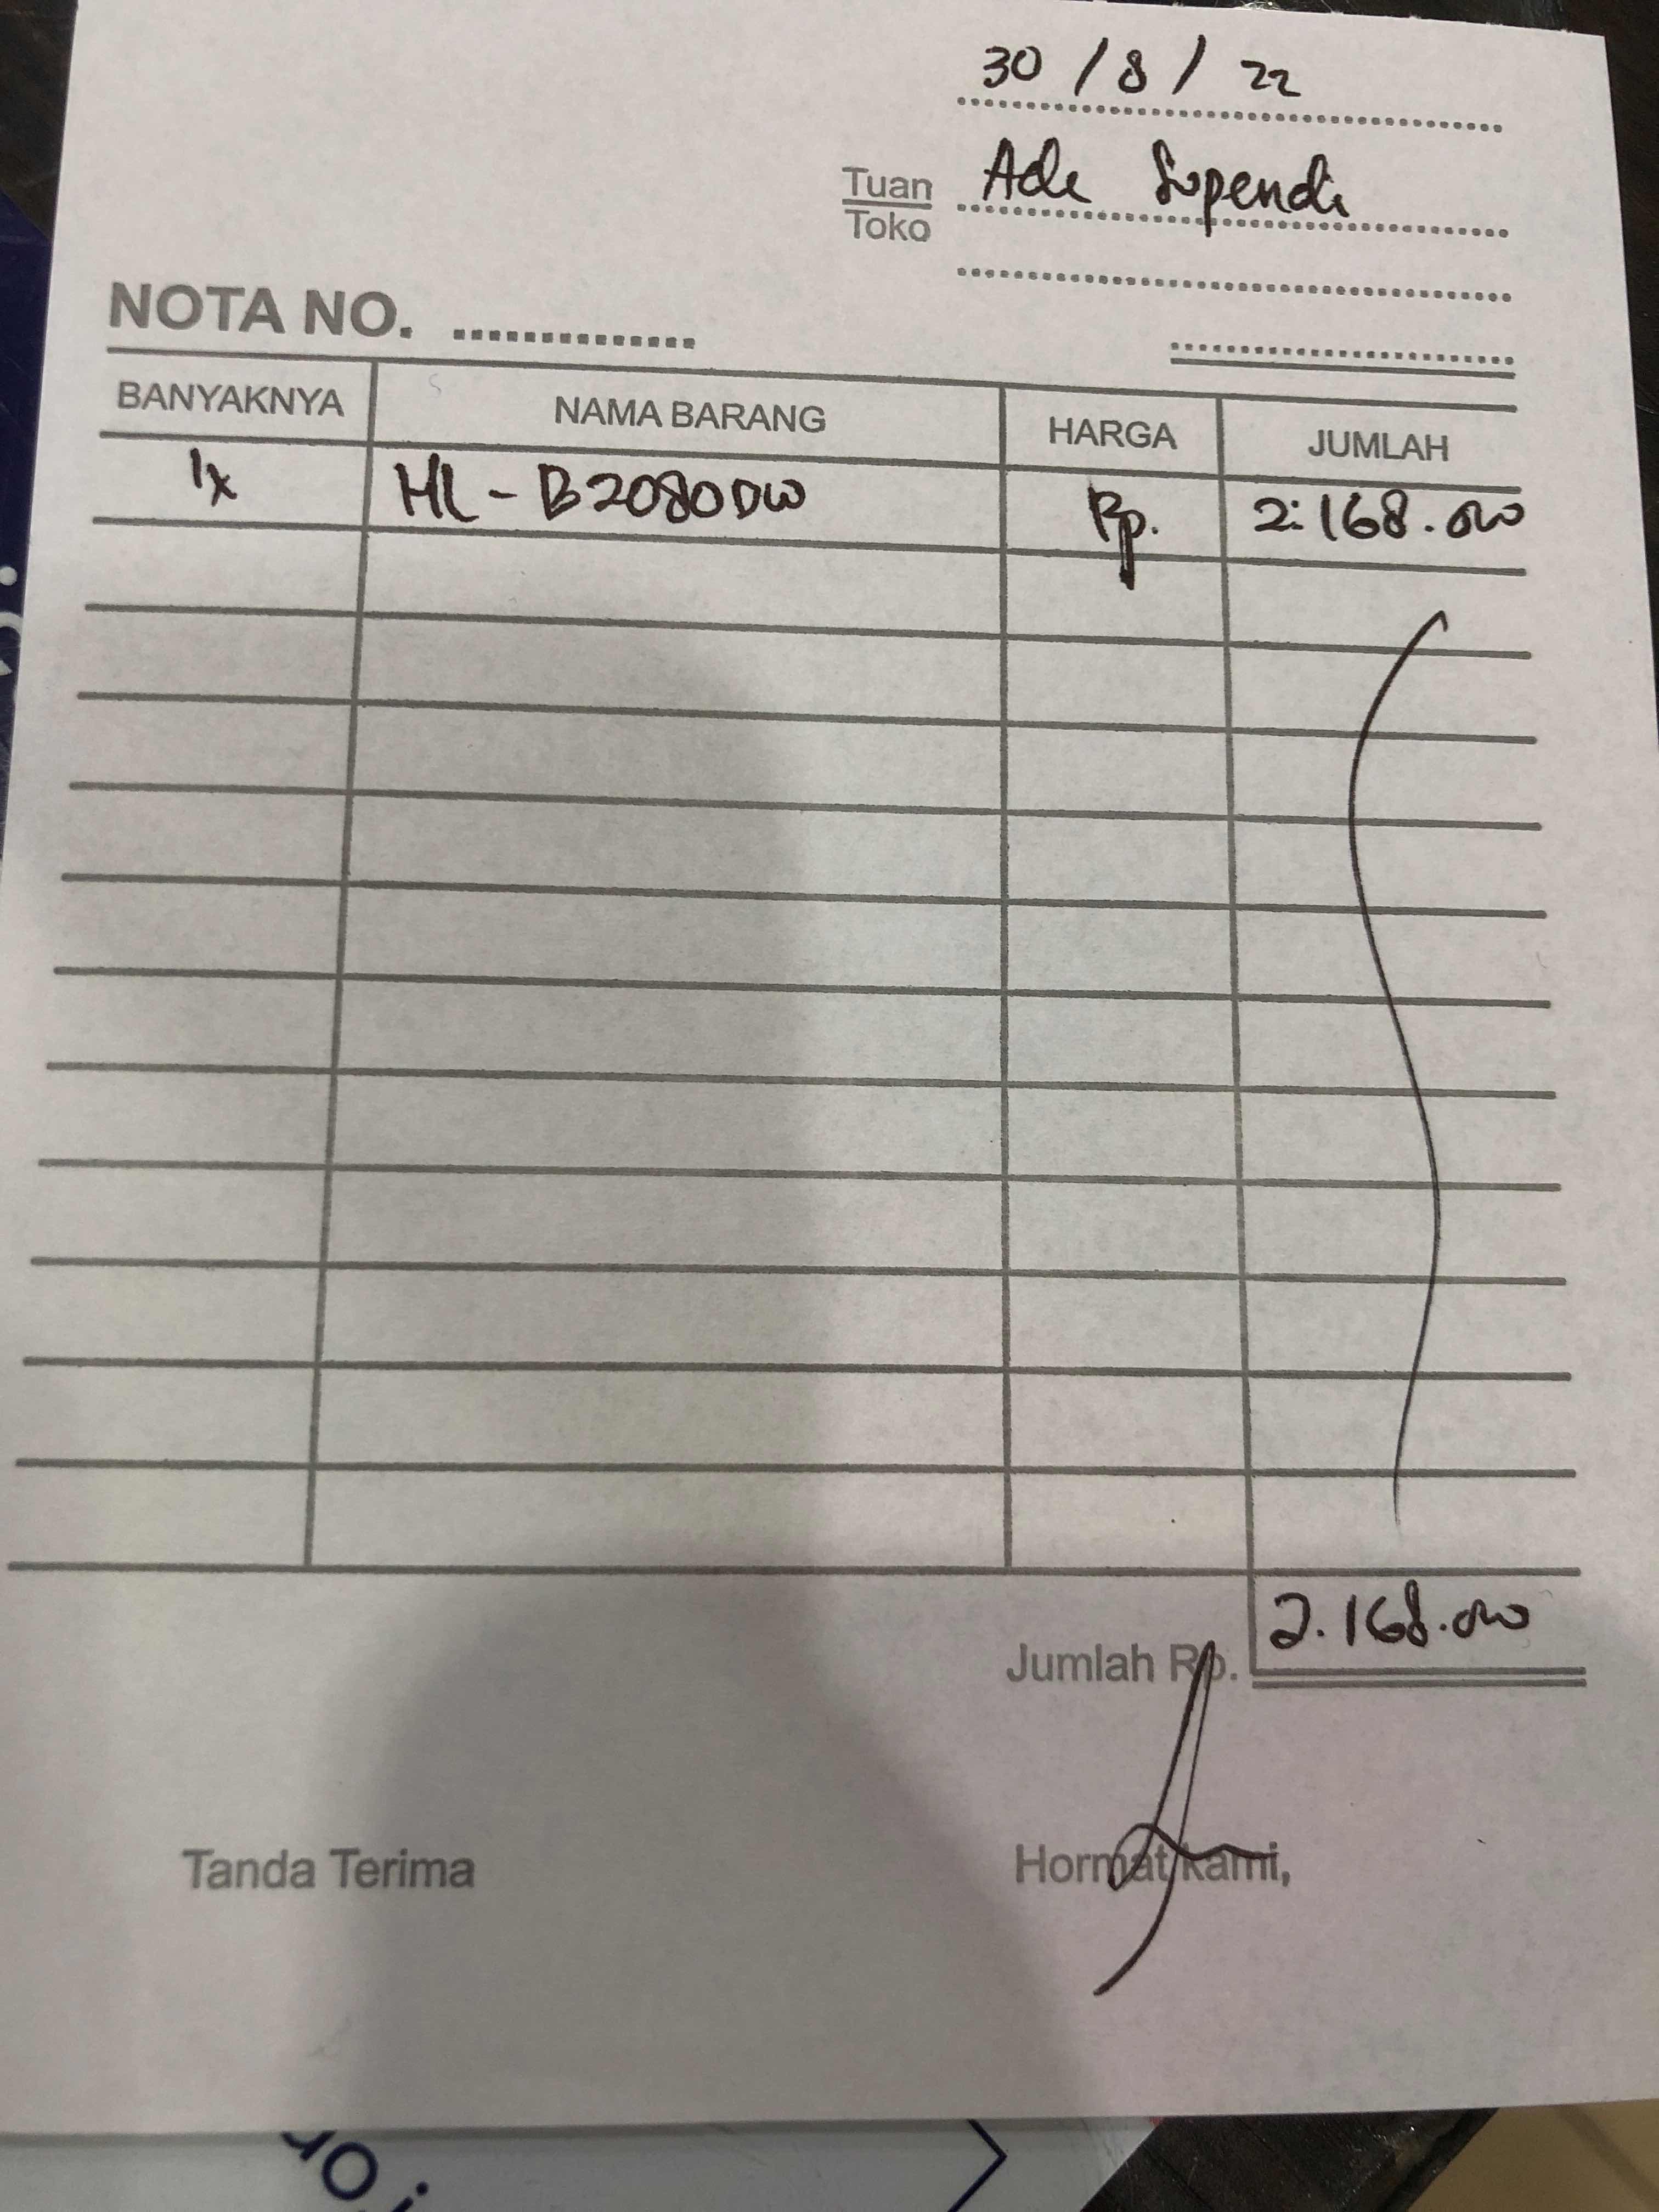 30 / 8 / 22
Tuan Ade Supendi
Toko
NOTA NO.
BANYAKNYA NAMA BARANG HARGA JUMLAH
1x HL - B2080DW Rp. 2.168.000
Jumlah Rp. 2.168.000
Tanda Terima Hormat kami,